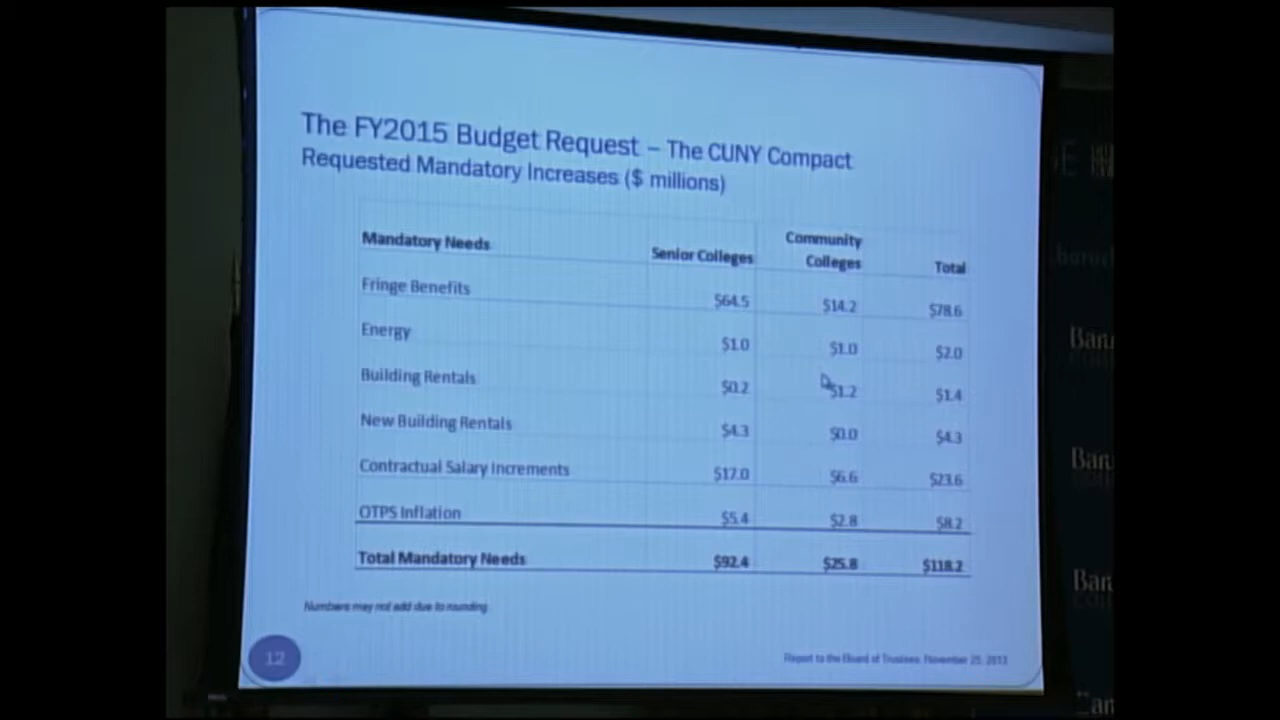 The FY2015 Budget Request – The CUNY Compact
Requested Mandatory Increases ($ millions)
Mandatory Needs Senior Colleges Community Colleges Total
Fringe Benefits $64.5 $14.2 $78.6
Energy $1.0 $1.0 $2.0
Building Rentals $0.2 $1.2 $1.4
New Building Rentals $4.3 $0.0 $4.3
Contractual Salary Increments $17.0 $6.6 $23.6
OTPS Inflation $5.4 $2.8 $8.2
Total Mandatory Needs $92.4 $25.8 $118.2
Numbers may not add due to rounding
12
Report to the Board of Trustees, November 25, 2013
Baru
Bar
Bar